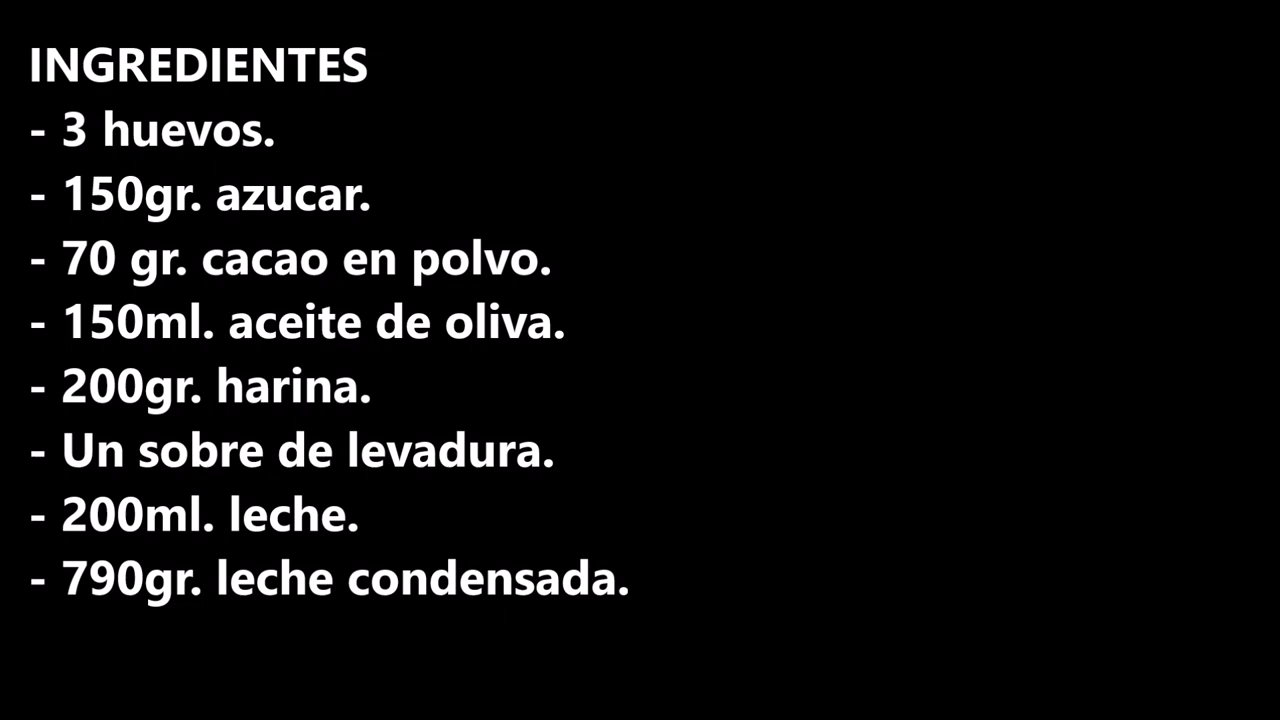 INGREDIENTES
- 3 huevos.
- 150gr. azucar.
- 70 gr. cacao en polvo.
- 150ml. aceite de oliva.
- 200gr. harina.
- Un sobre de levadura.
- 200ml. leche.
- 790gr. leche condensada.